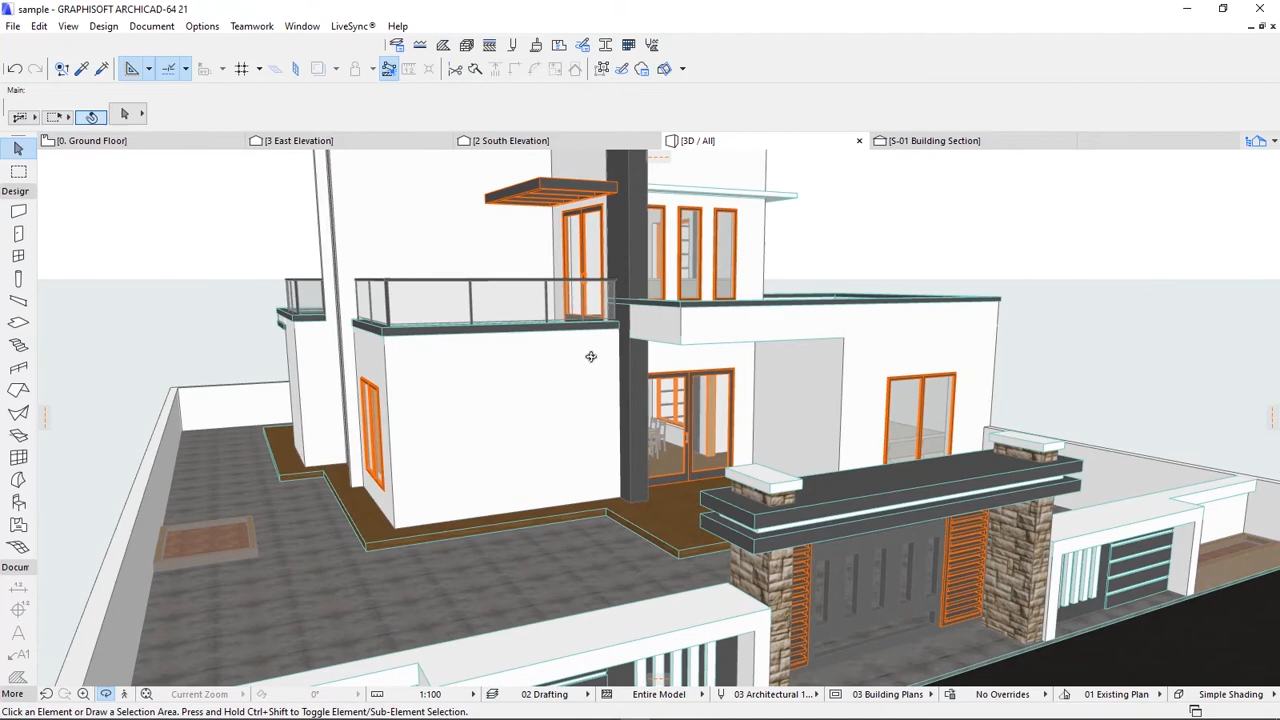 sample - GRAPHISOFT ARCHICAD-64 21
File Edit View Design Document Options Teamwork Window LiveSync® Help
Main:
[0. Ground Floor] [3 East Elevation] [2 South Elevation] [3D / All] [S-01 Building Section]
Design
Docum
More
Current Zoom 0° 1:100 02 Drafting Entire Model 03 Architectural 1... 03 Building Plans No Overrides 01 Existing Plan Simple Shading
Click an Element or Draw a Selection Area. Press and Hold Ctrl+Shift to Toggle Element/Sub-Element Selection.